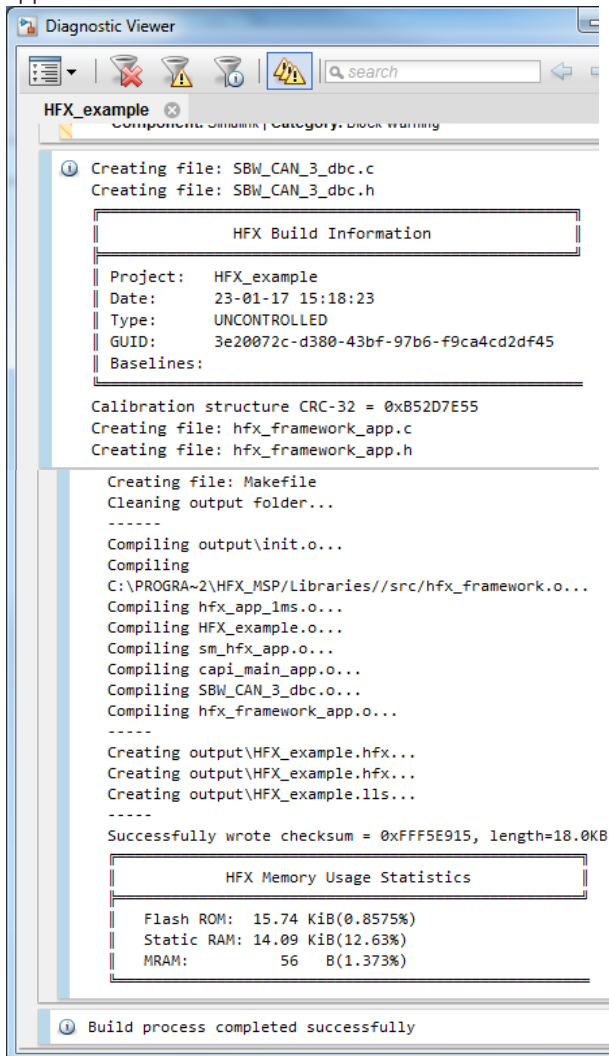 Diagnostic Viewer
search
HFX_example
Component: Simulink | Category: Block warning
Creating file: SBW_CAN_3_dbc.c
Creating file: SBW_CAN_3_dbc.h
HFX Build Information
Project: HFX_example
Date: 23-01-17 15:18:23
Type: UNCONTROLLED
GUID: 3e20072c-d380-43bf-97b6-f9ca4cd2df45
Baselines:
Calibration structure CRC-32 = 0xB52D7E55
Creating file: hfx_framework_app.c
Creating file: hfx_framework_app.h
Creating file: Makefile
Cleaning output folder...
------
Compiling output\init.o...
Compiling
C:\PROGRA~2\HFX_MSP/Libraries//src/hfx_framework.o...
Compiling hfx_app_1ms.o...
Compiling HFX_example.o...
Compiling sm_hfx_app.o...
Compiling capi_main_app.o...
Compiling SBW_CAN_3_dbc.o...
Compiling hfx_framework_app.o...
-----
Creating output\HFX_example.hfx...
Creating output\HFX_example.hfx...
Creating output\HFX_example.lls...
-----
Successfully wrote checksum = 0xFFF5E915, length=18.0KB
HFX Memory Usage Statistics
Flash ROM: 15.74 KiB(0.8575%)
Static RAM: 14.09 KiB(12.63%)
MRAM: 56 B(1.373%)
Build process completed successfully